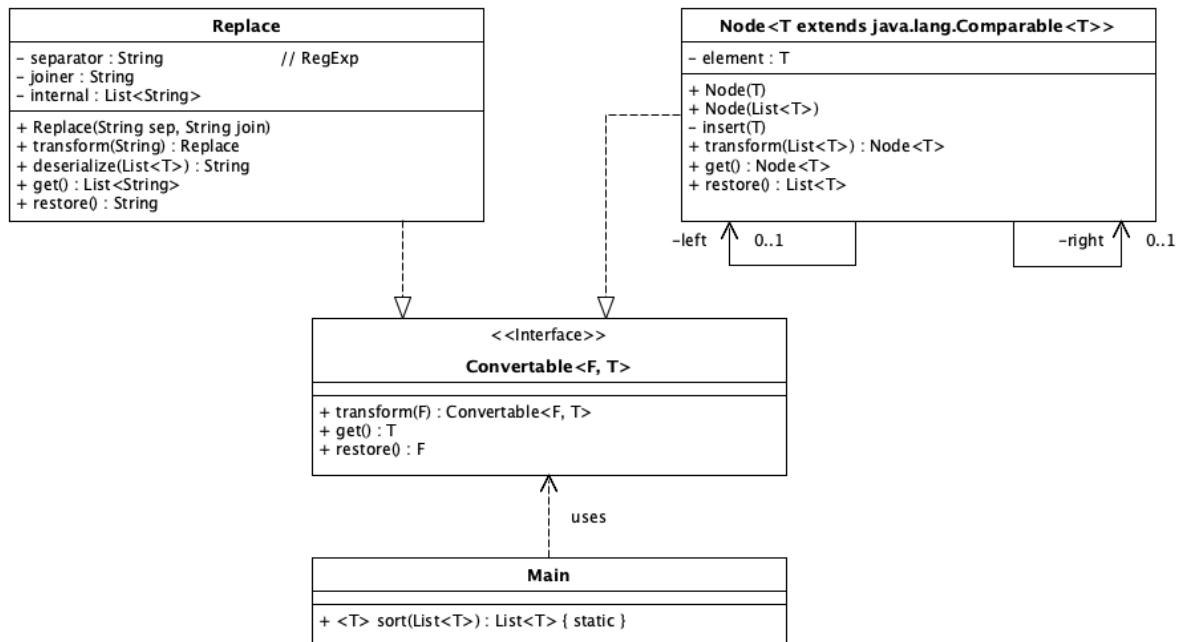 Replace
– separator : String // RegExp
– joiner : String
– internal : List<String>
+ Replace(String sep, String join)
+ transform(String) : Replace
+ deserialize(List<T>) : String
+ get() : List<String>
+ restore() : String
Node<T extends java.lang.Comparable<T>>
– element : T
+ Node(T)
+ Node(List<T>)
– insert(T)
+ transform(List<T>) : Node<T>
+ get() : Node<T>
+ restore() : List<T>
–left 0..1
–right 0..1
<<Interface>>
Convertable<F, T>
+ transform(F) : Convertable<F, T>
+ get() : T
+ restore() : F
uses
Main
+ <T> sort(List<T>) : List<T> { static }